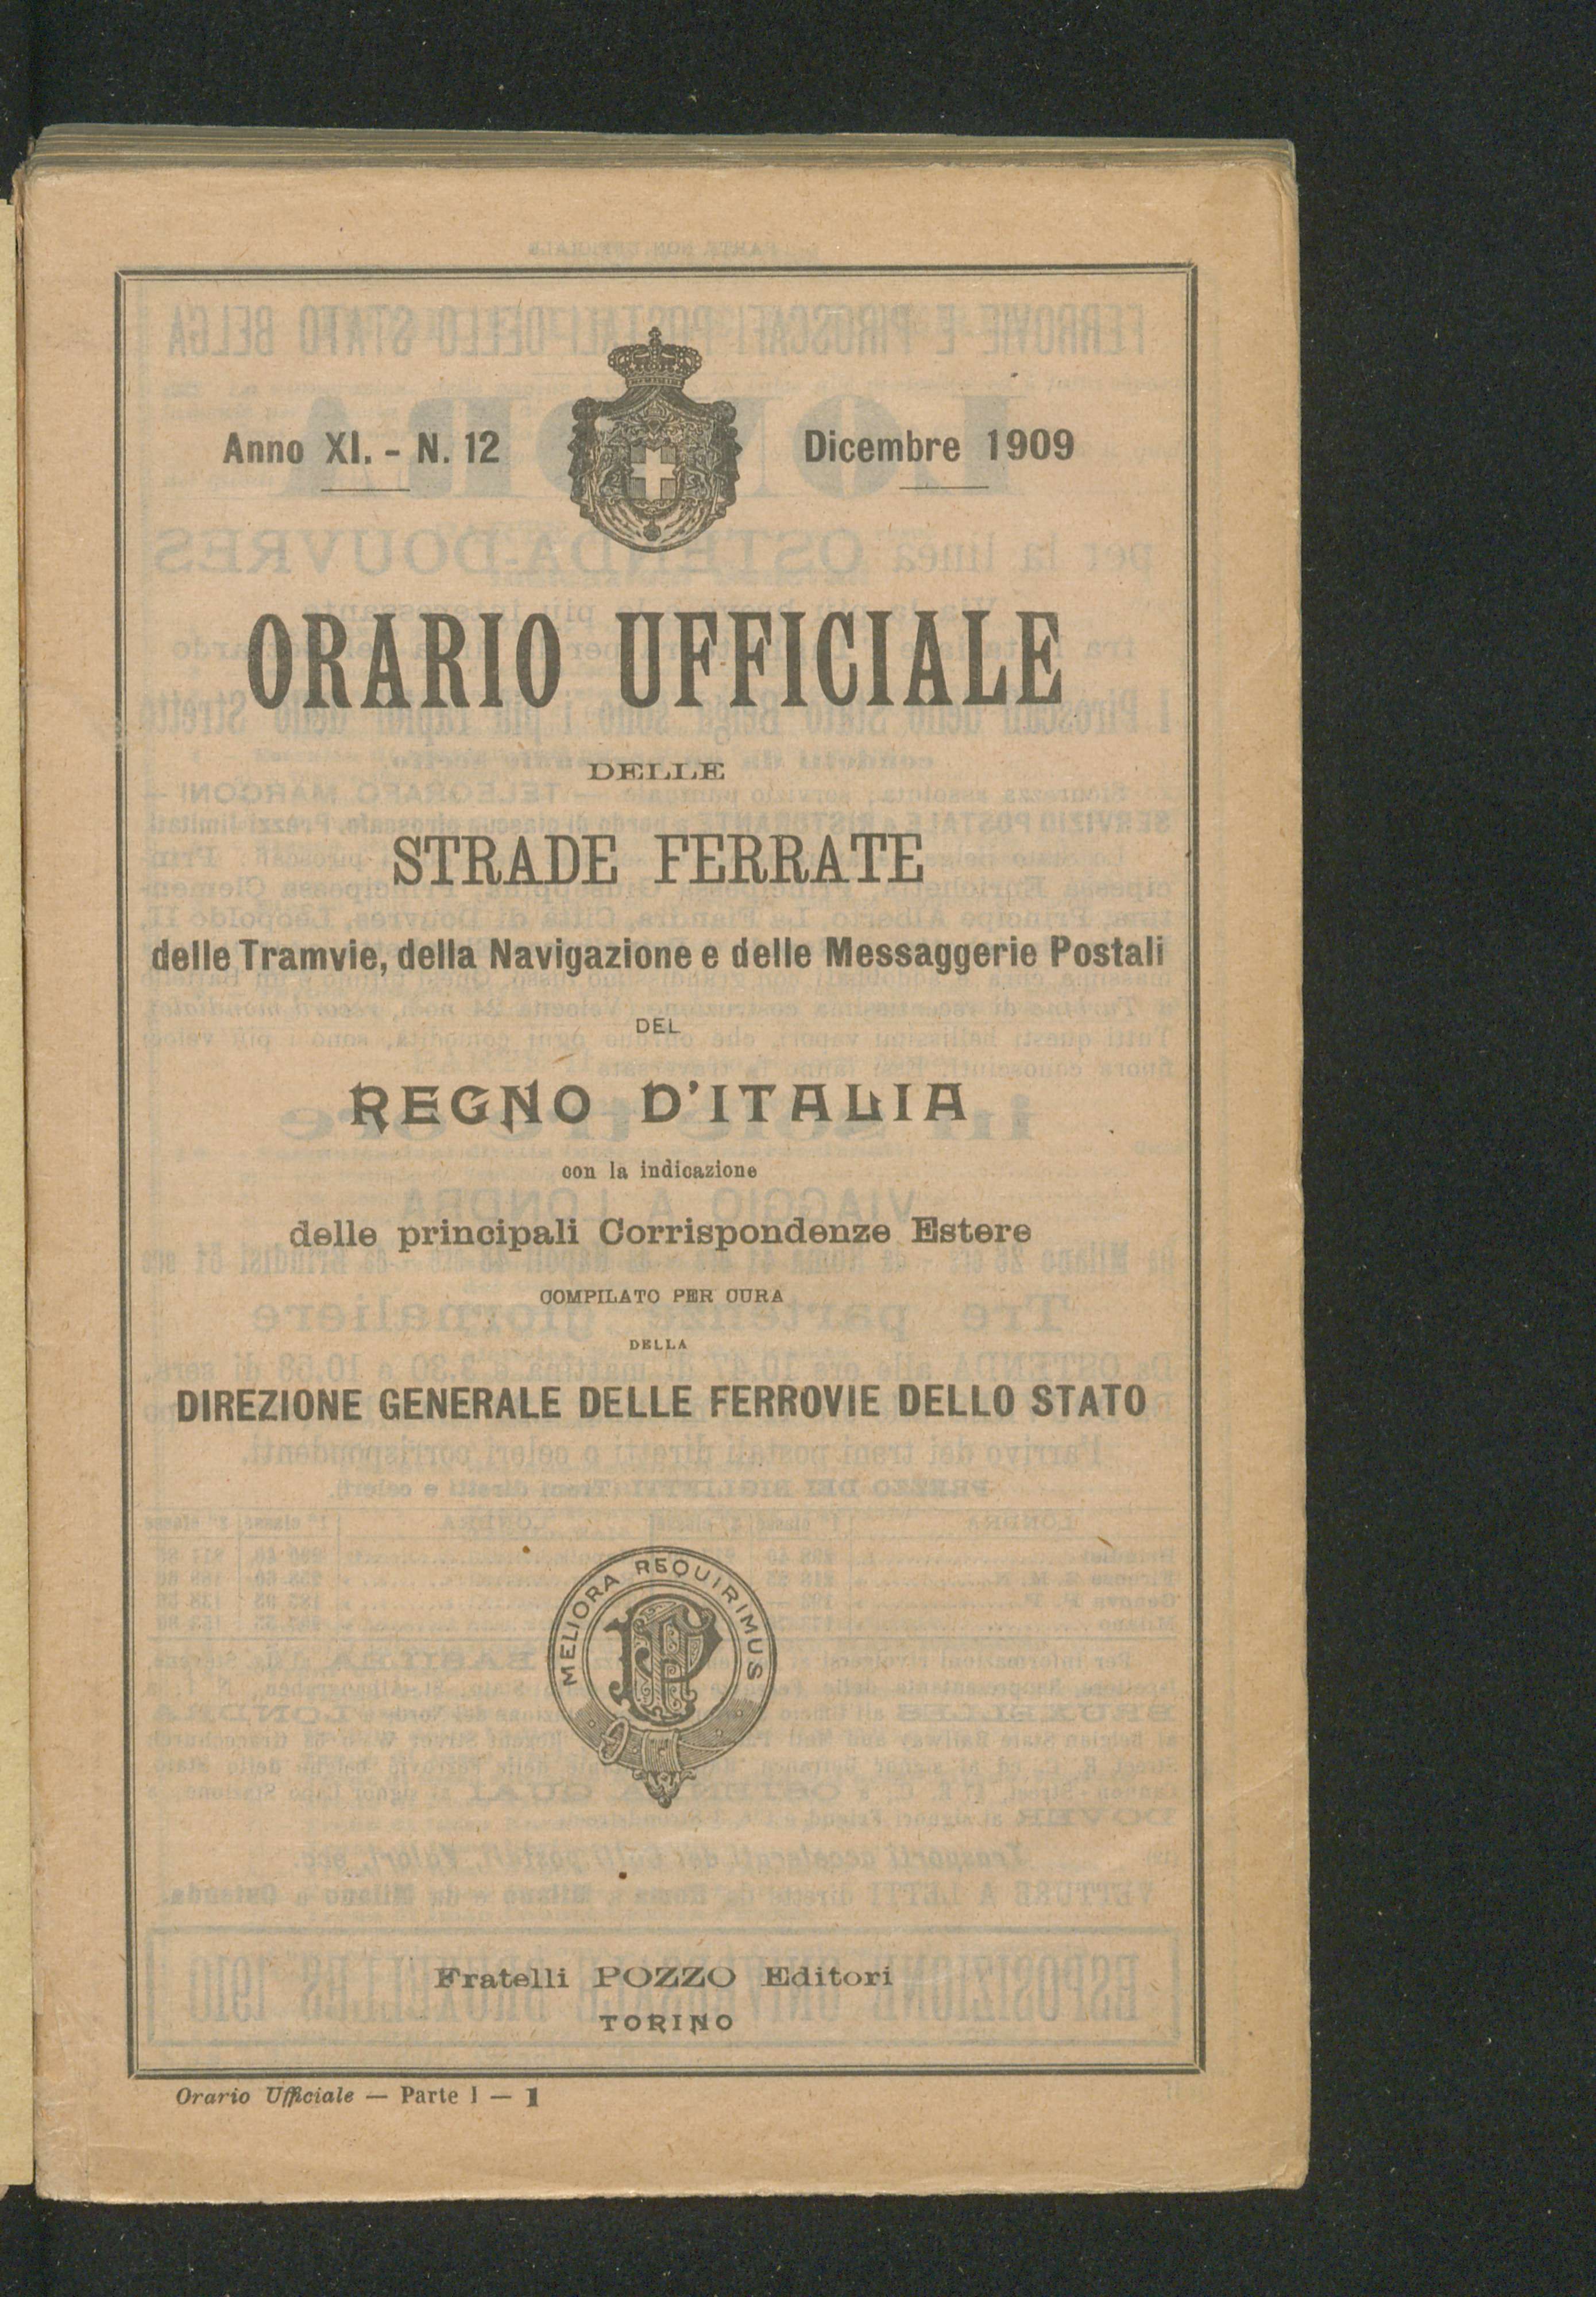 Anno XI. - N. 12
Dicembre 1909
ORARIO UFFICIALE
DELLE
STRADE FERRATE
delle Tramvie, della Navigazione e delle Messaggerie Postali
DEL
REGNO D'ITALIA
con la indicazione
delle principali Corrispondenze Estere
COMPILATO PER CURA
DELLA
DIREZIONE GENERALE DELLE FERROVIE DELLO STATO
MELIORA REQUIRIMUS
Fratelli POZZO Editori
TORINO
Orario Ufficiale — Parte I — 1